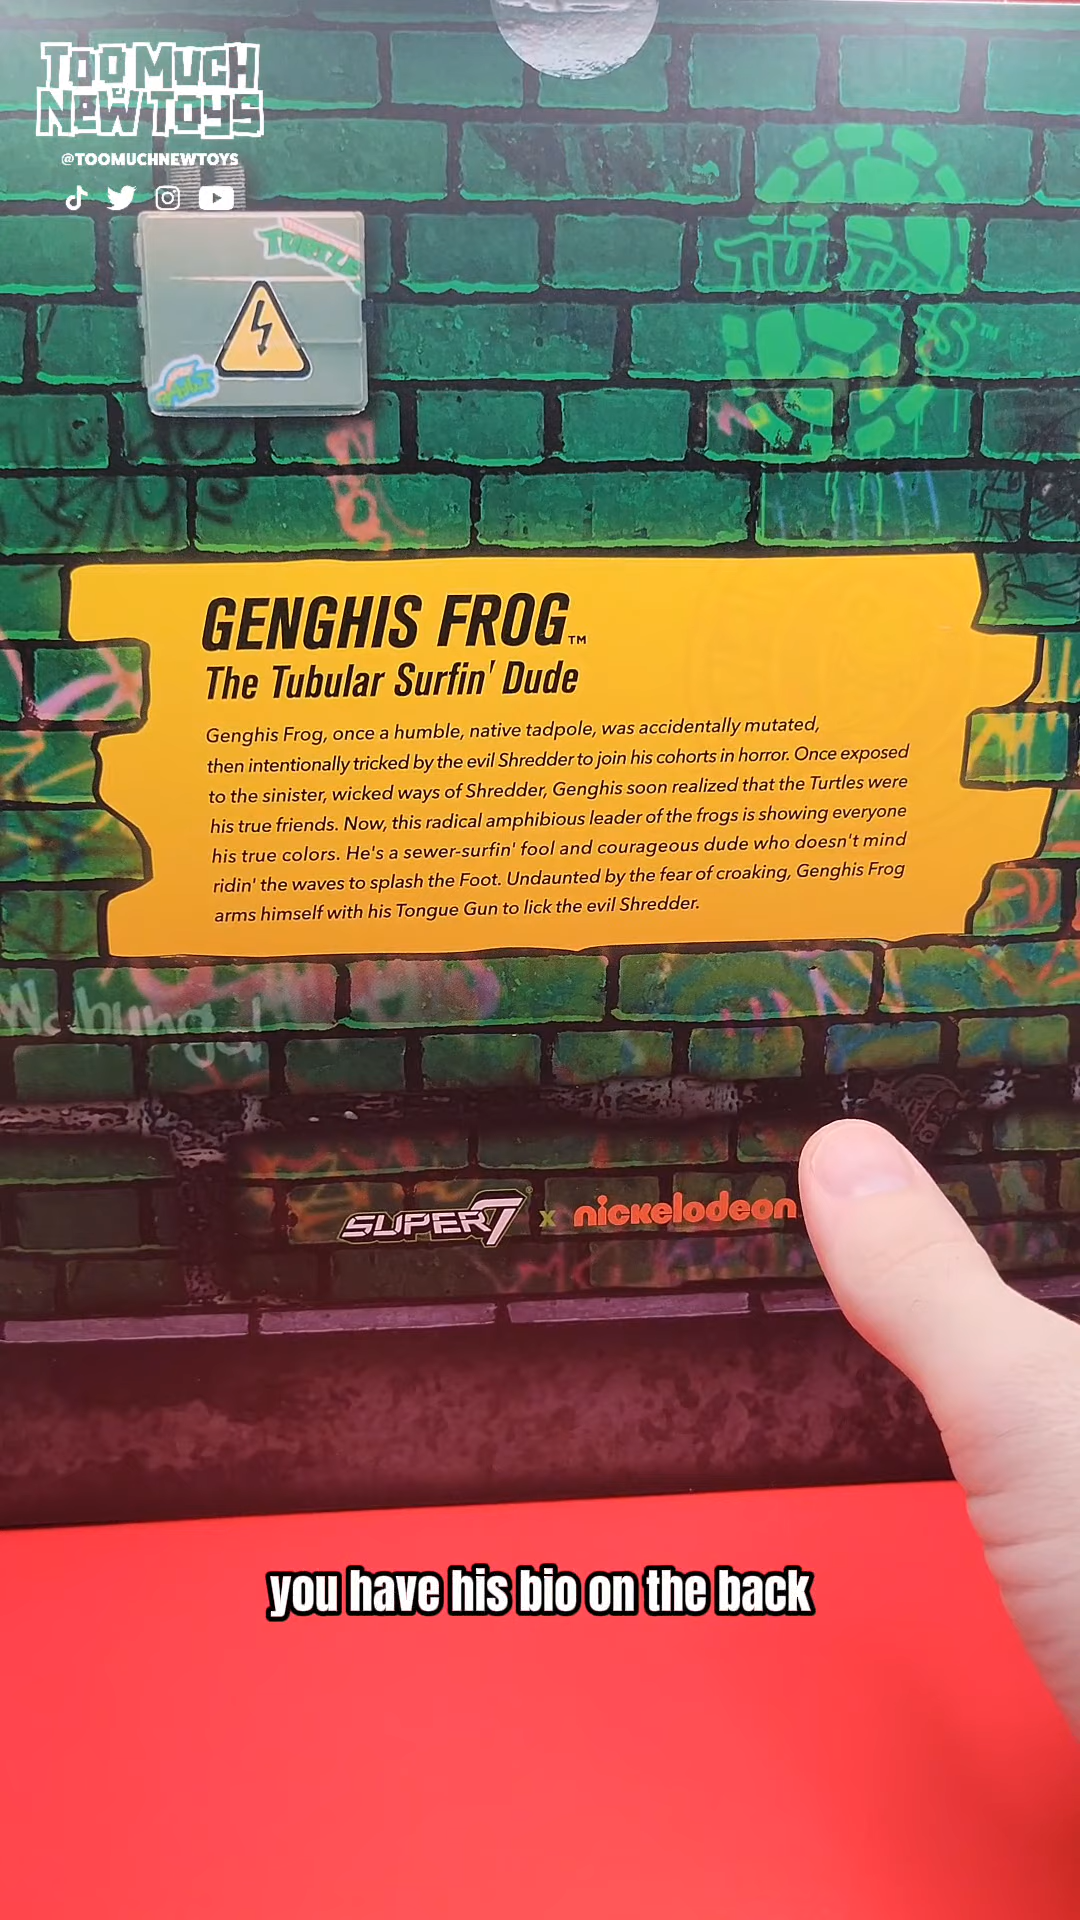 TOO MUCH
NEW TOYS
@TOOMUCHNEWTOYS
TURTLES
TURTLES
GENGHIS FROG™
The Tubular Surfin' Dude
Genghis Frog, once a humble, native tadpole, was accidentally mutated,
then intentionally tricked by the evil Shredder to join his cohorts in horror. Once exposed
to the sinister, wicked ways of Shredder, Genghis soon realized that the Turtles were
his true friends. Now, this radical amphibious leader of the frogs is showing everyone
his true colors. He's a sewer-surfin' fool and courageous dude who doesn't mind
ridin' the waves to splash the Foot. Undaunted by the fear of croaking, Genghis Frog
arms himself with his Tongue Gun to lick the evil Shredder.
SUPER7® x nickelodeon
you have his bio on the back